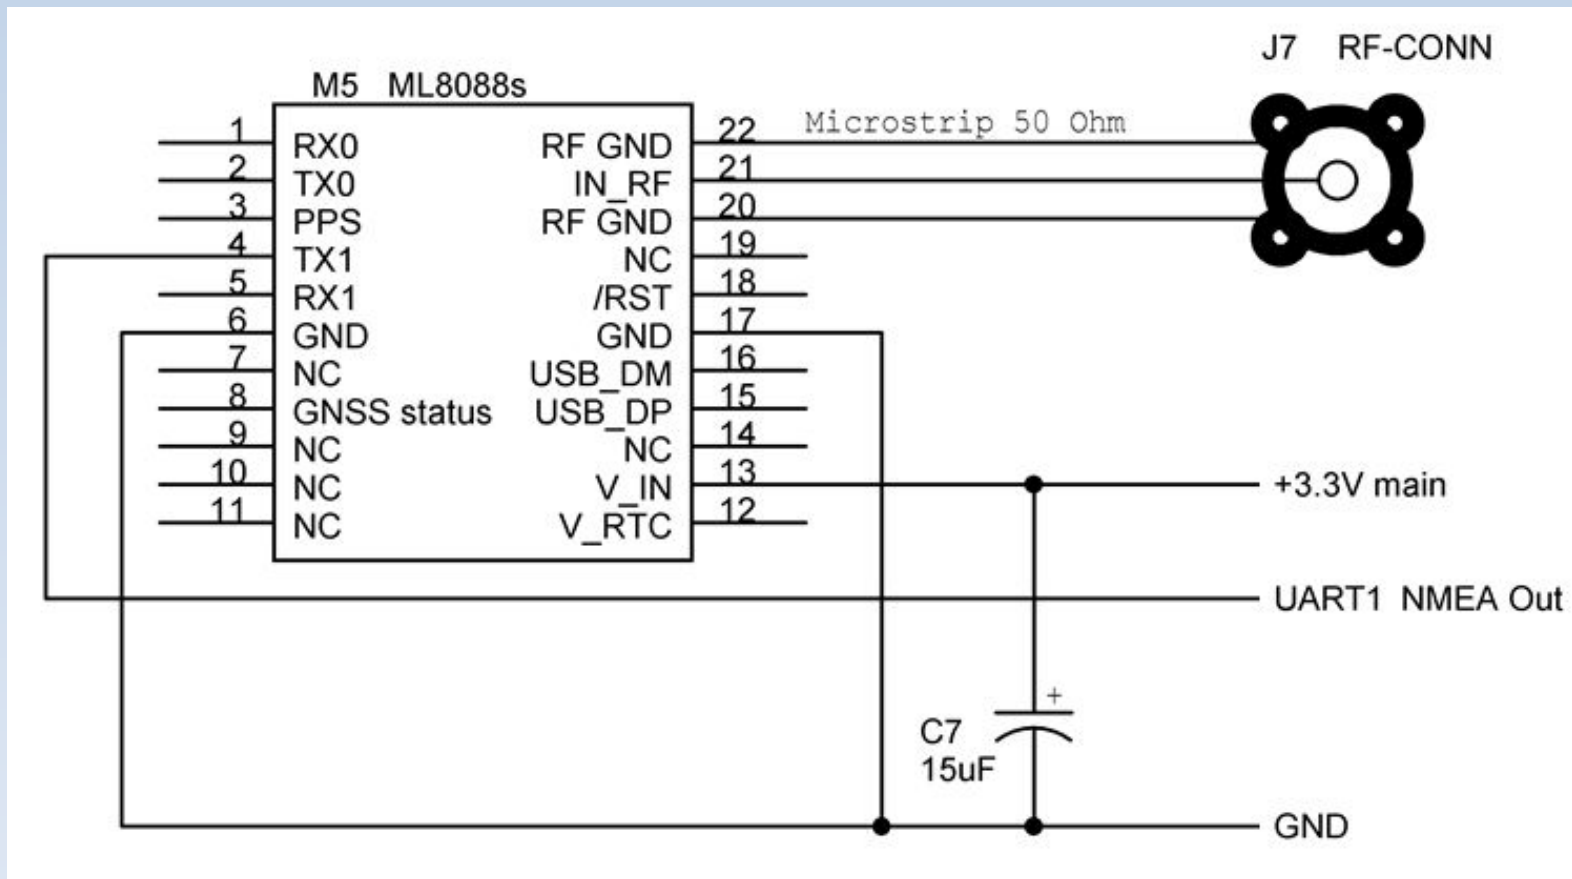 J7 RF-CONN
M5 ML8088s
Microstrip 50 Ohm
1 RX0 RF GND 22
2 TX0 IN_RF 21
3 PPS RF GND 20
4 TX1 NC 19
5 RX1 /RST 18
6 GND GND 17
7 NC USB_DM 16
8 GNSS status USB_DP 15
9 NC NC 14
10 NC V_IN 13
11 NC V_RTC 12
+3.3V main
UART1 NMEA Out
+
C7
15uF
GND